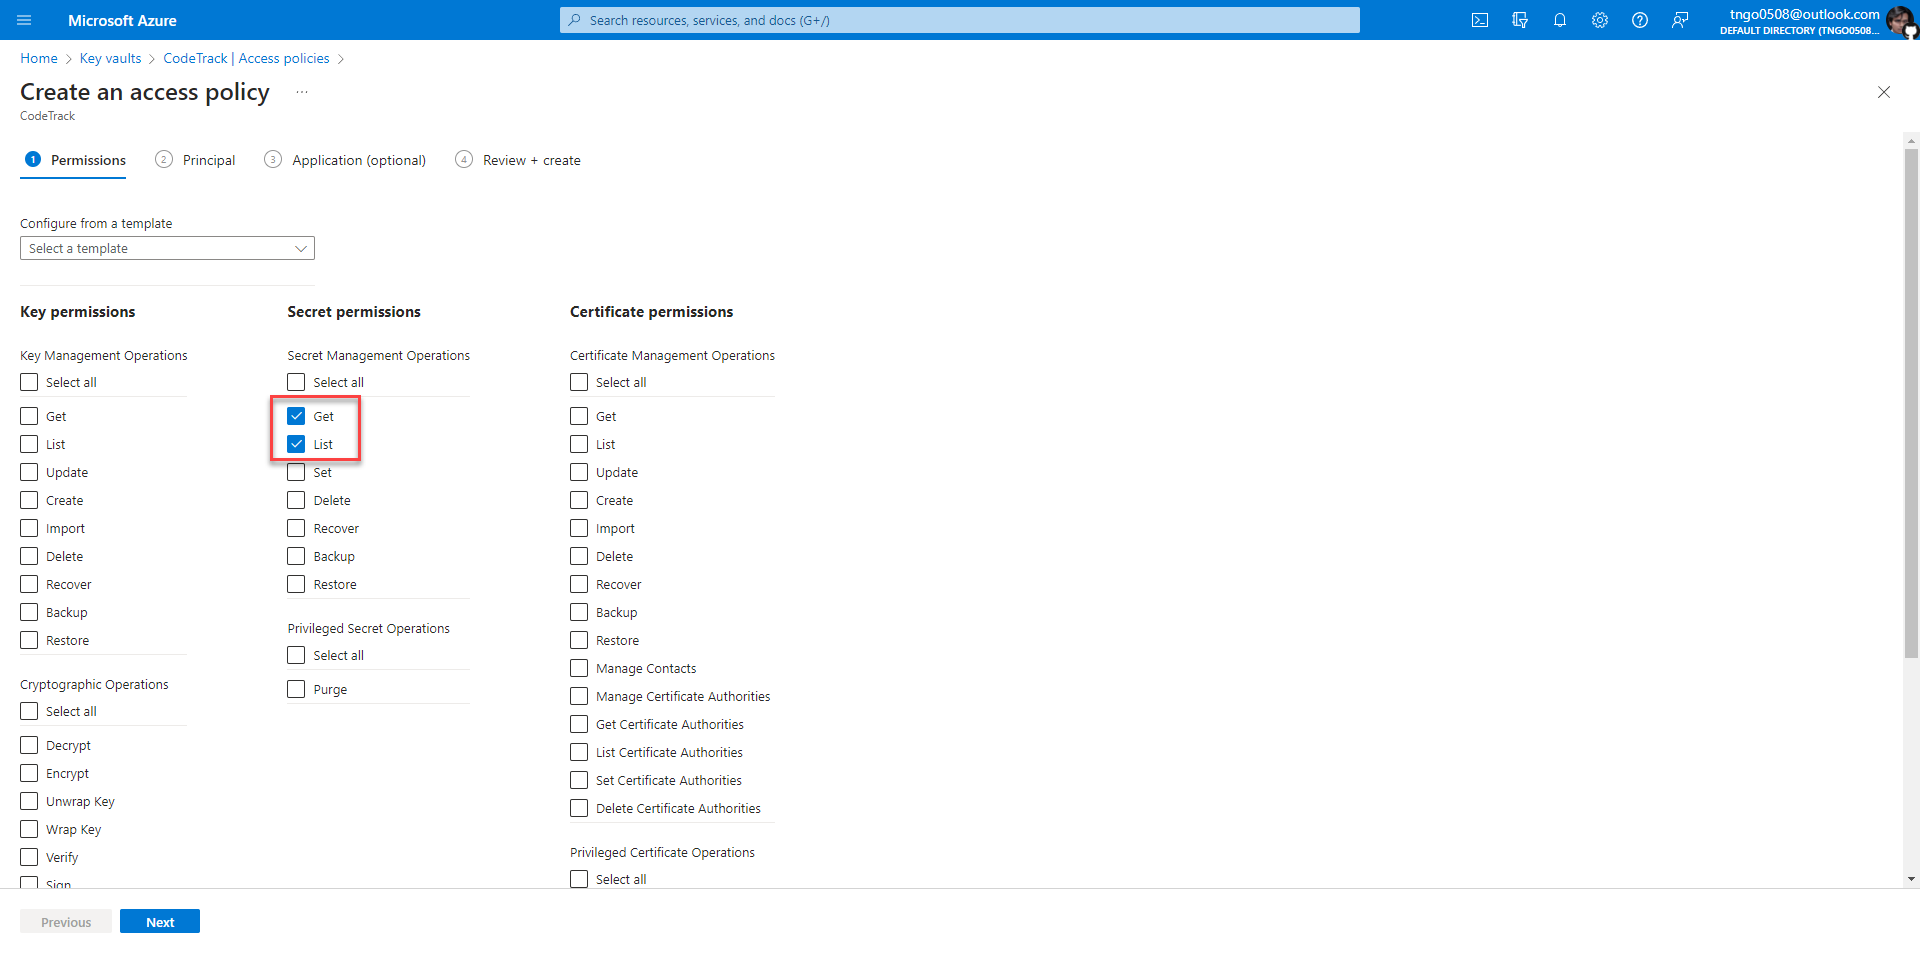 Microsoft Azure
Search resources, services, and docs (G+/)
tngo0508@outlook.com
DEFAULT DIRECTORY (TNGO0508...
Home > Key vaults > CodeTrack | Access policies >
Create an access policy ...
CodeTrack
1 Permissions 2 Principal 3 Application (optional) 4 Review + create
Configure from a template
Select a template
Key permissions
Key Management Operations
Select all
Get
List
Update
Create
Import
Delete
Recover
Backup
Restore
Cryptographic Operations
Select all
Decrypt
Encrypt
Unwrap Key
Wrap Key
Verify
Sign
Secret permissions
Secret Management Operations
Select all
Get
List
Set
Delete
Recover
Backup
Restore
Privileged Secret Operations
Select all
Purge
Certificate permissions
Certificate Management Operations
Select all
Get
List
Update
Create
Import
Delete
Recover
Backup
Restore
Manage Contacts
Manage Certificate Authorities
Get Certificate Authorities
List Certificate Authorities
Set Certificate Authorities
Delete Certificate Authorities
Privileged Certificate Operations
Select all
Previous
Next